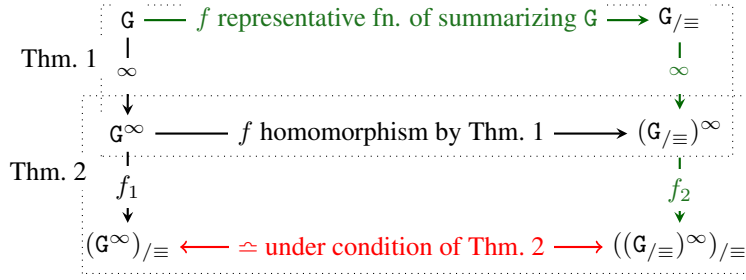 G f representative fn. of summarizing G G/≡
Thm. 1
∞ ∞
G^∞ f homomorphism by Thm. 1 (G/≡)^∞
Thm. 2
f₁ f₂
(G^∞)/≡ ≏ under condition of Thm. 2 ((G/≡)^∞)/≡